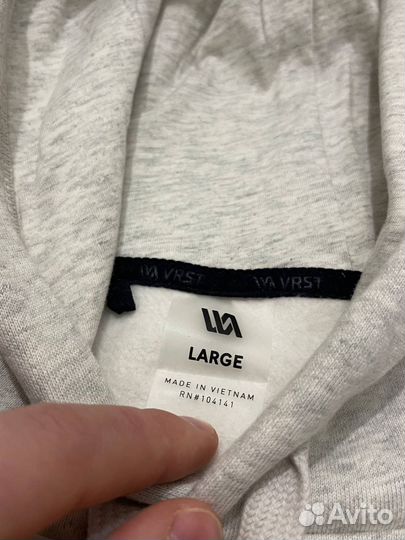 VRST VRST
LARGE
MADE IN VIETNAM
RN#104141
Avito